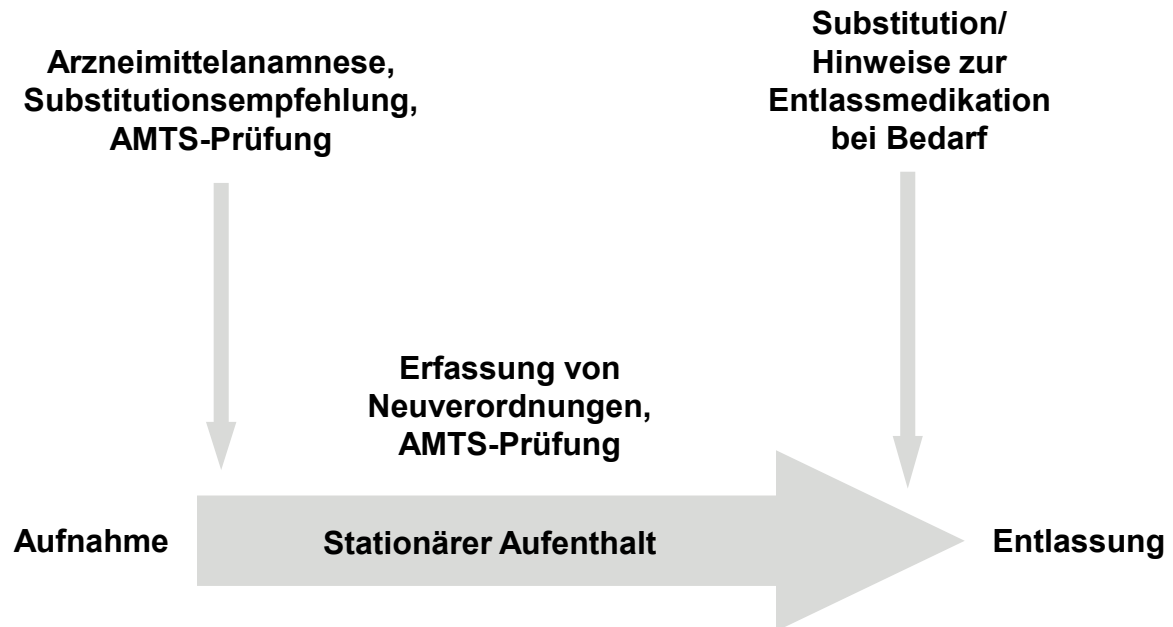 Arzneimittelanamnese,
Substitutionsempfehlung,
AMTS-Prüfung
Substitution/
Hinweise zur
Entlassmedikation
bei Bedarf
Erfassung von
Neuverordnungen,
AMTS-Prüfung
Aufnahme
Stationärer Aufenthalt
Entlassung